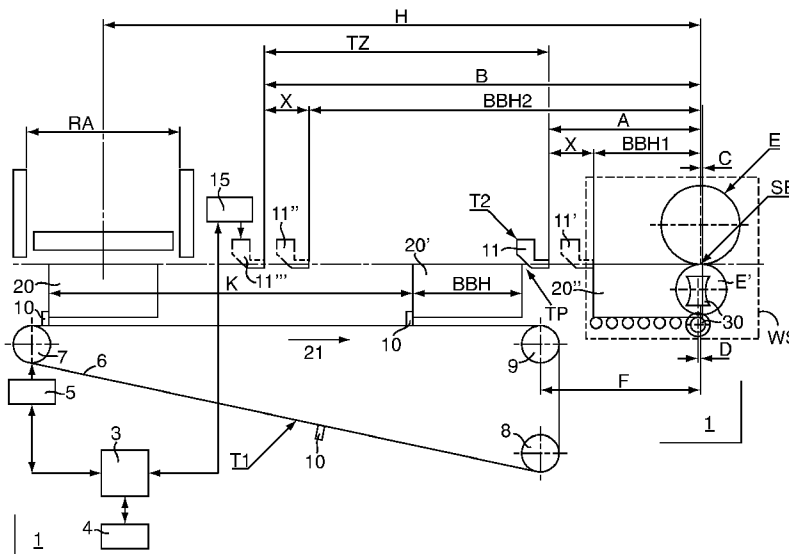 H
TZ
B
X BBH2
RA A
X BBH1
C E
15 T2 SE
11" 11 11'
20 11'" 20' 20" E'
K BBH TP
10 10 30
WS
21 D
7 6 9
5 F
3 T1 10 8 1
4
1